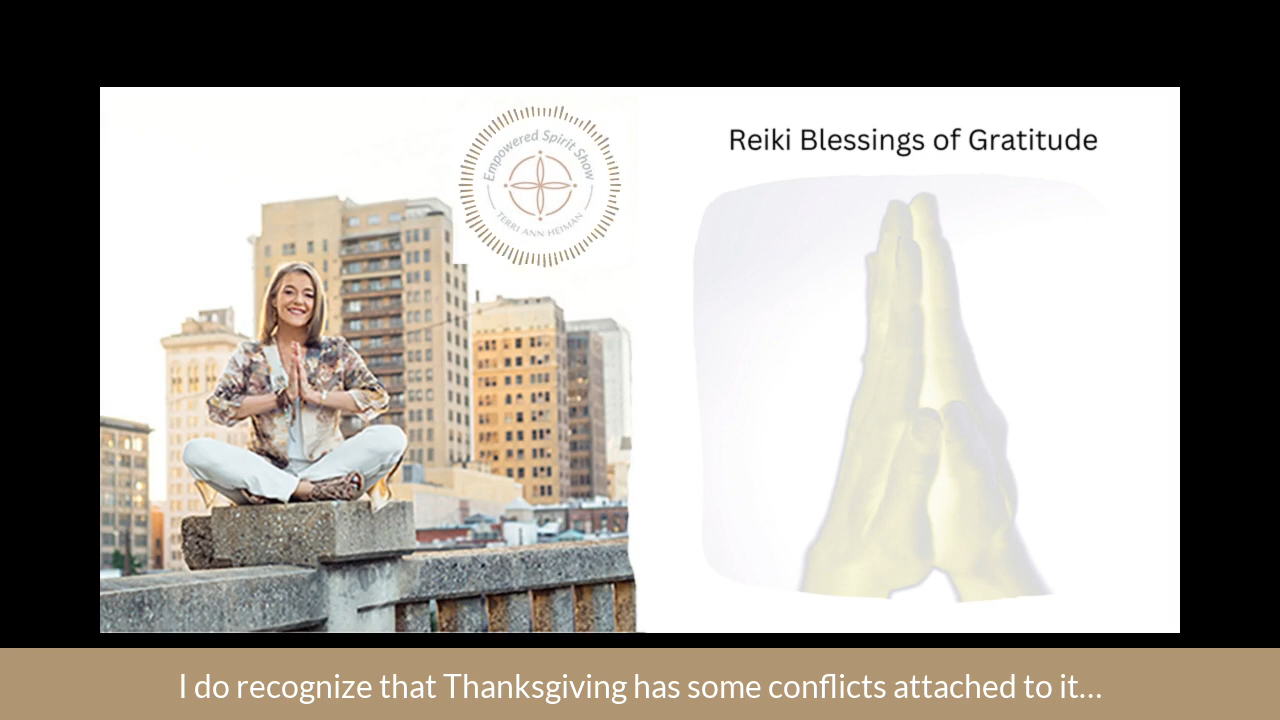 Empowered Spirit Show
TERRI ANN HEIMAN
Reiki Blessings of Gratitude
I do recognize that Thanksgiving has some conflicts attached to it...